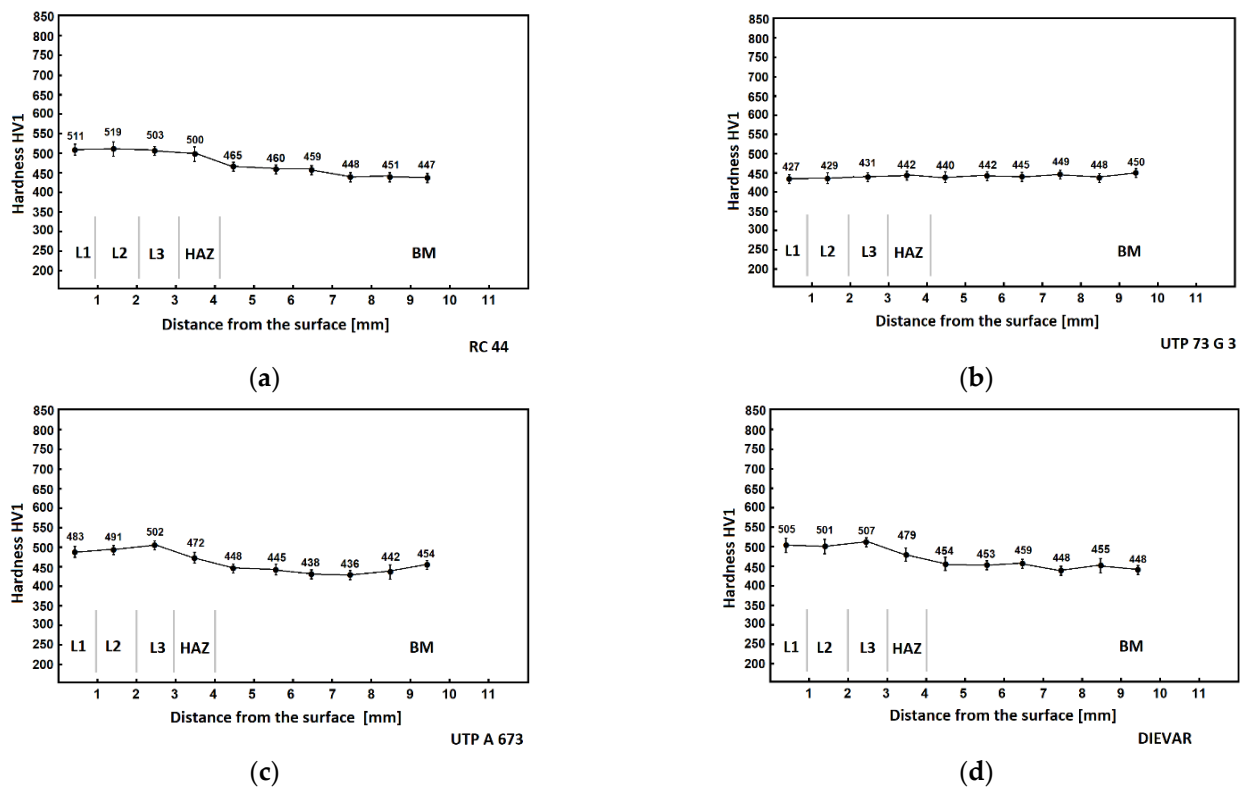 850
800
750
700
650
600
550
500
450
400
350
300
250
200
Hardness HV1
511 519 503 500 465 460 459 448 451 447
L1 L2 L3 HAZ BM
1 2 3 4 5 6 7 8 9 10 11
Distance from the surface [mm]
RC 44
(a)
850
800
750
700
650
600
550
500
450
400
350
300
250
200
Hardness HV1
427 429 431 442 440 442 445 449 448 450
L1 L2 L3 HAZ BM
1 2 3 4 5 6 7 8 9 10 11
Distance from the surface [mm]
UTP 73 G 3
(b)
850
800
750
700
650
600
550
500
450
400
350
300
250
200
Hardness HV1
483 491 502 472 448 445 438 436 442 454
L1 L2 L3 HAZ BM
1 2 3 4 5 6 7 8 9 10 11
Distance from the surface [mm]
UTP A 673
(c)
850
800
750
700
650
600
550
500
450
400
350
300
250
200
Hardness HV1
505 501 507 479 454 453 459 448 455 448
L1 L2 L3 HAZ BM
1 2 3 4 5 6 7 8 9 10 11
Distance from the surface [mm]
DIEVAR
(d)